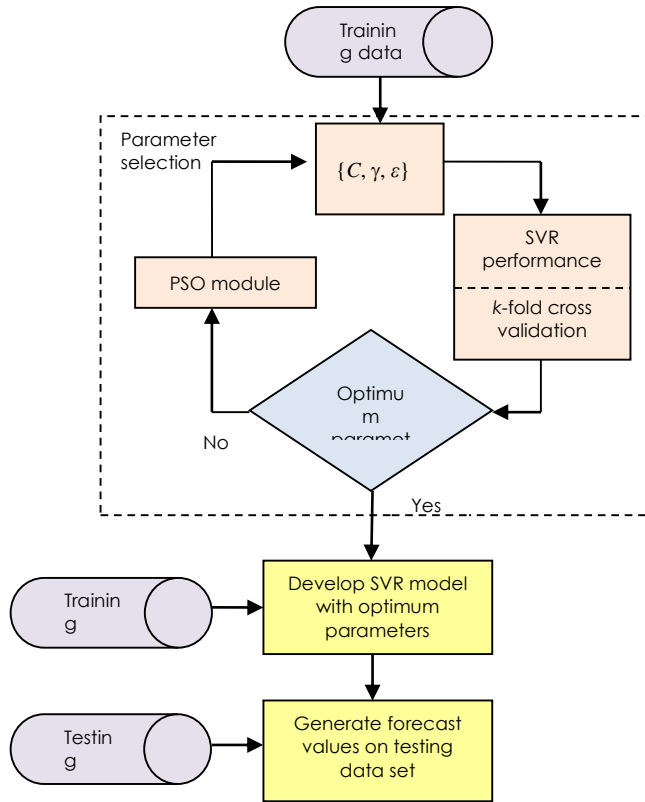 Trainin
g data
Parameter
selection
{C, γ, ε}
SVR
performance
PSO module
k-fold cross
validation
Optimu
m
paramet
No
Yes
Trainin
g
Develop SVR model
with optimum
parameters
Testin
g
Generate forecast
values on testing
data set